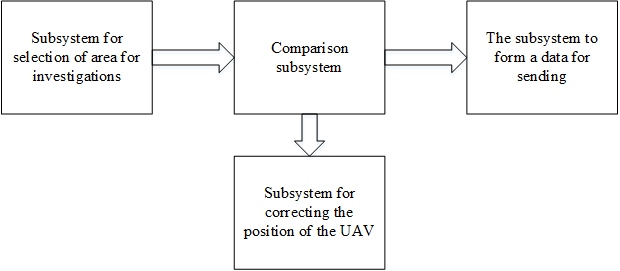 Subsystem for
selection of area for
investigations
Comparison
subsystem
The subsystem to
form a data for
sending
Subsystem for
correcting the
position of the UAV